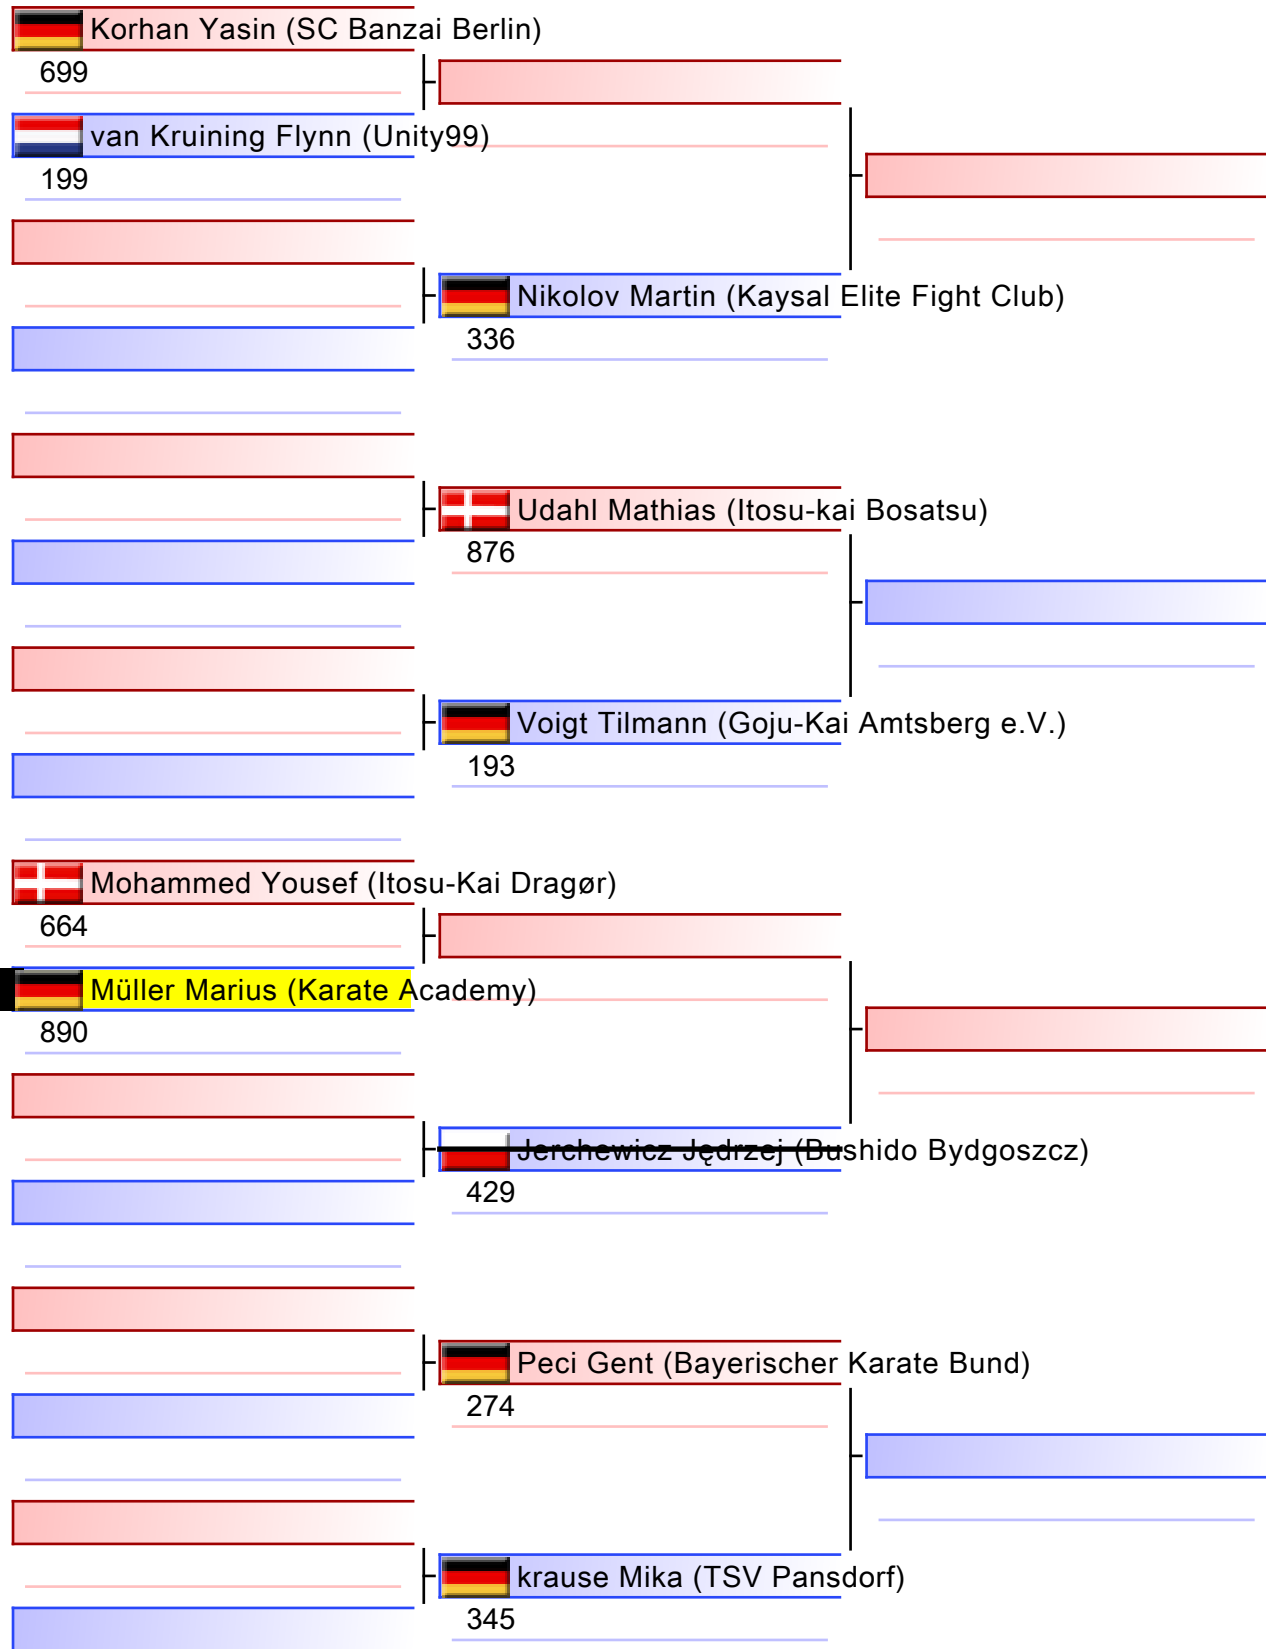 Korhan Yasin (SC Banzai Berlin)
699
van Kruining Flynn (Unity99)
199
Nikolov Martin (Kaysal Elite Fight Club)
336
Udahl Mathias (Itosu-kai Bosatsu)
876
Voigt Tilmann (Goju-Kai Amtsberg e.V.)
193
Mohammed Yousef (Itosu-Kai Dragør)
664
Müller Marius (Karate Academy)
890
Jerchewicz Jędrzej (Bushido Bydgoszcz)
429
Peci Gent (Bayerischer Karate Bund)
274
krause Mika (TSV Pansdorf)
345